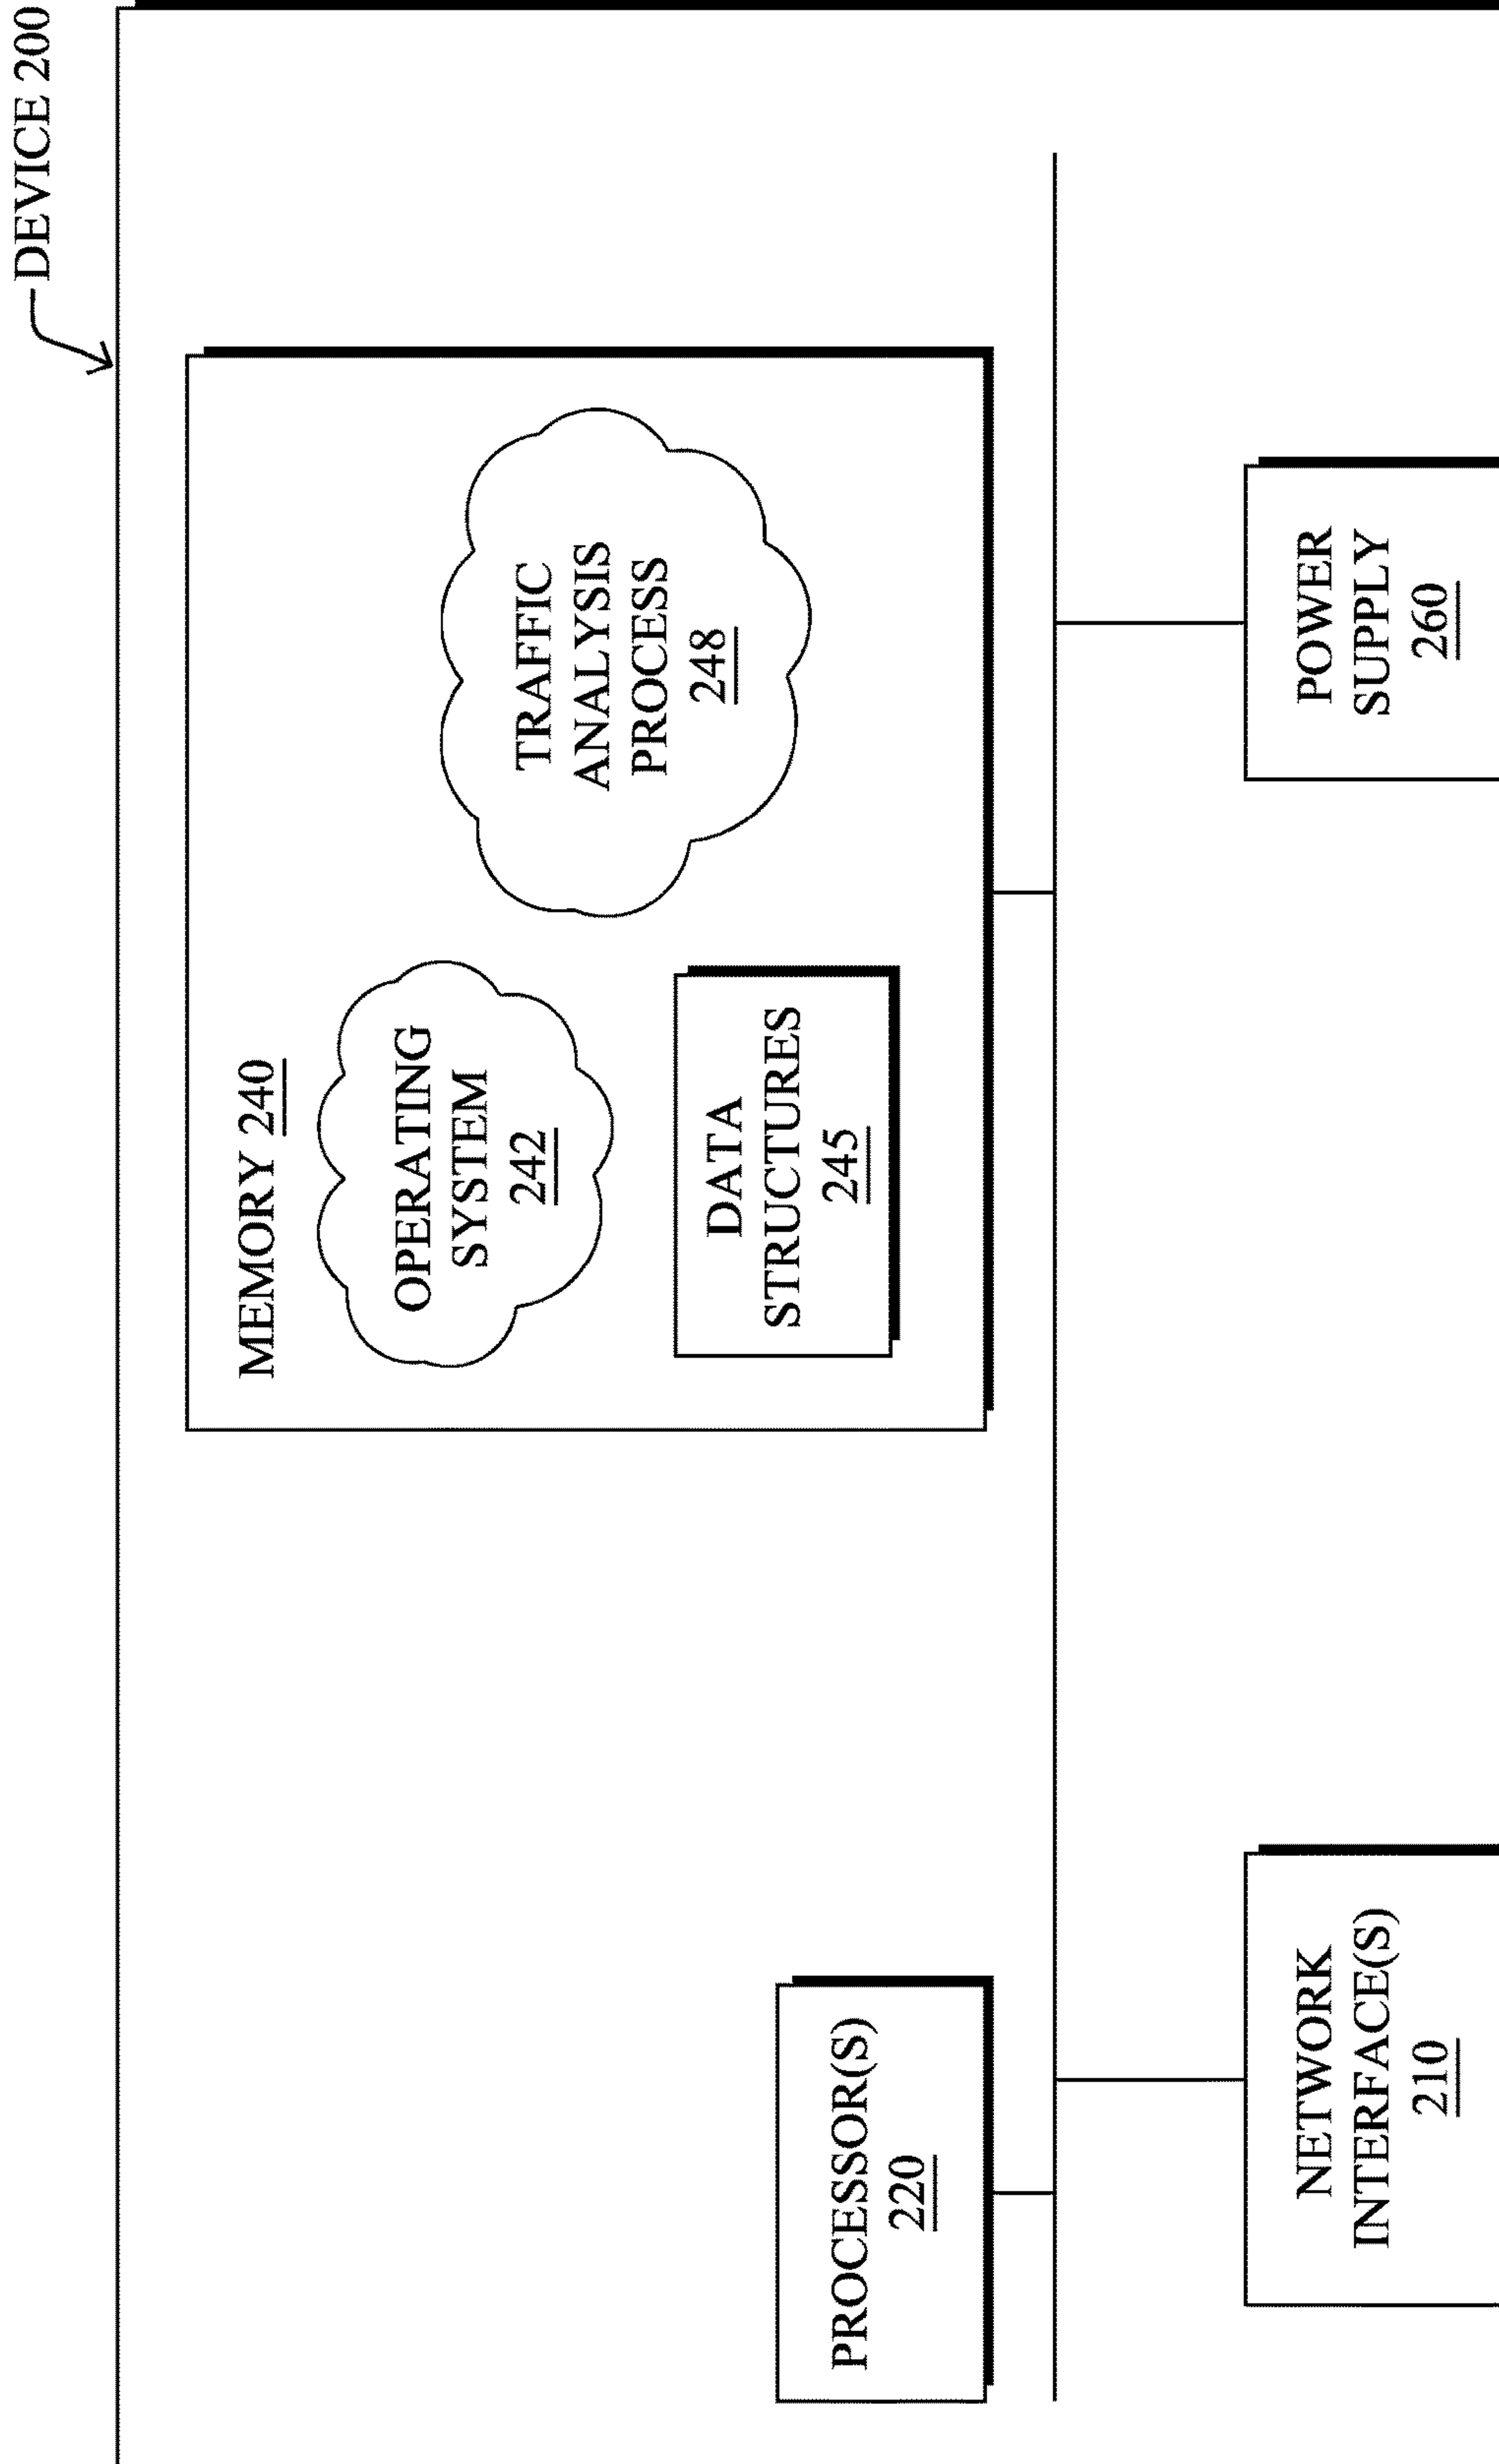 DEVICE 200
MEMORY 240
OPERATING
SYSTEM
242
TRAFFIC
ANALYSIS
PROCESS
248
DATA
STRUCTURES
245
PROCESSOR(S)
220
NETWORK
INTERFACE(S)
210
POWER
SUPPLY
260